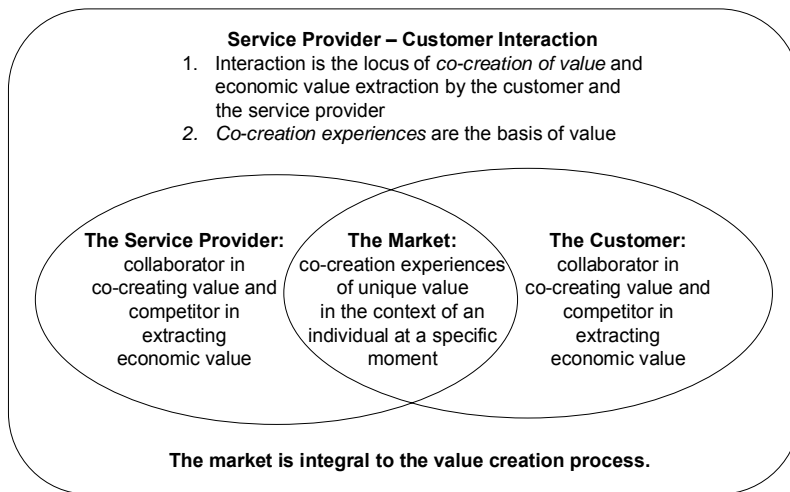 Service Provider – Customer Interaction
1. Interaction is the locus of co-creation of value and
economic value extraction by the customer and
the service provider
2. Co-creation experiences are the basis of value
The Service Provider:
collaborator in
co-creating value and
competitor in
extracting
economic value
The Market:
co-creation experiences
of unique value
in the context of an
individual at a specific
moment
The Customer:
collaborator in
co-creating value and
competitor in
extracting
economic value
The market is integral to the value creation process.